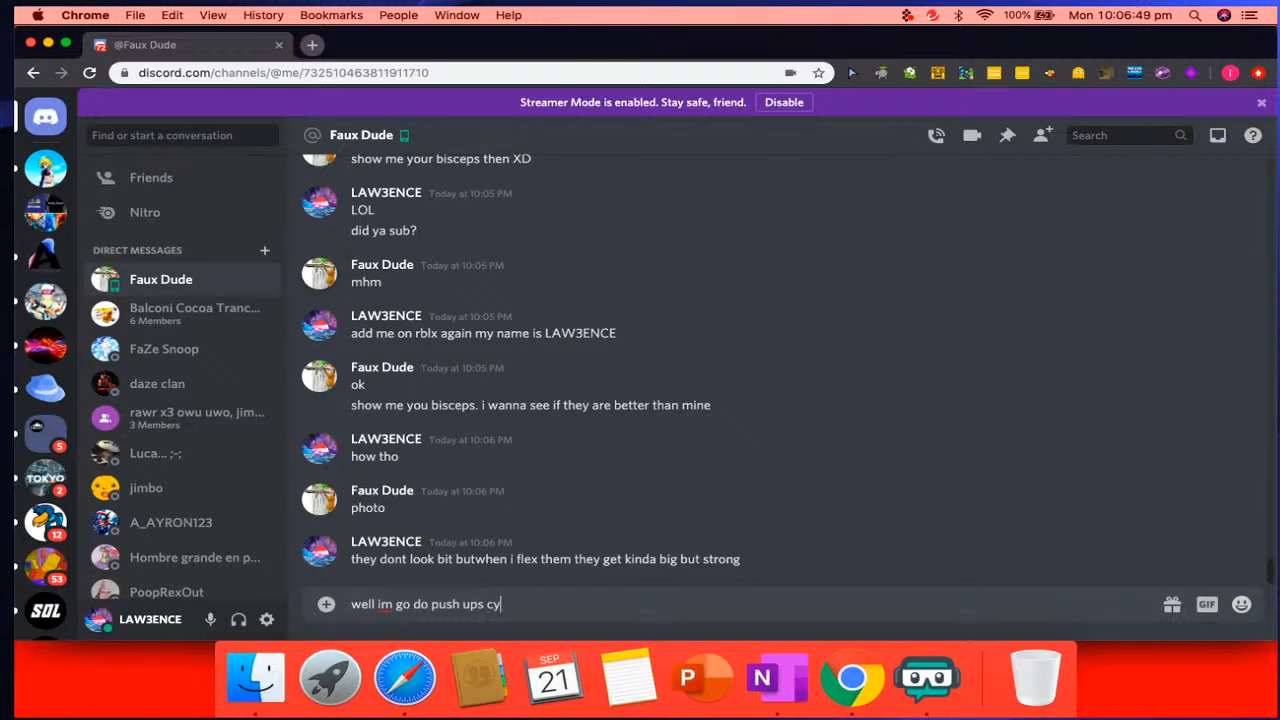 Chrome File Edit View History Bookmarks People Window Help 100% Mon 10:06:49 pm
@Faux Dude
discord.com/channels/@me/732510463811911710
Streamer Mode is enabled. Stay safe, friend. Disable
Find or start a conversation
@ Faux Dude
Search
Friends
Nitro
DIRECT MESSAGES
Faux Dude
Balconi Cocoa Tranc...
6 Members
FaZe Snoop
daze clan
rawr x3 owu uwo, jim...
3 Members
Luca... ;-;
jimbo
A_AYRON123
Hombre grande en p...
PoopRexOut
LAW3ENCE
5
TOKYO
2
12
53
SOL
show me your bisceps then XD
LAW3ENCE Today at 10:05 PM
LOL
did ya sub?
Faux Dude Today at 10:05 PM
mhm
LAW3ENCE Today at 10:05 PM
add me on rblx again my name is LAW3ENCE
Faux Dude Today at 10:05 PM
ok
show me you bisceps. i wanna see if they are better than mine
LAW3ENCE Today at 10:06 PM
how tho
Faux Dude Today at 10:06 PM
photo
LAW3ENCE Today at 10:06 PM
they dont look bit butwhen i flex them they get kinda big but strong
well im go do push ups cy
GIF
SEP
21
P
N